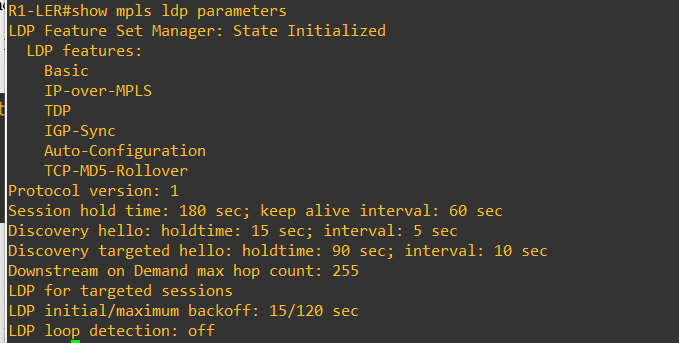 R1-LER#show mpls ldp parameters
LDP Feature Set Manager: State Initialized
  LDP features:
    Basic
    IP-over-MPLS
    TDP
    IGP-Sync
    Auto-Configuration
    TCP-MD5-Rollover
Protocol version: 1
Session hold time: 180 sec; keep alive interval: 60 sec
Discovery hello: holdtime: 15 sec; interval: 5 sec
Discovery targeted hello: holdtime: 90 sec; interval: 10 sec
Downstream on Demand max hop count: 255
LDP for targeted sessions
LDP initial/maximum backoff: 15/120 sec
LDP loop detection: off